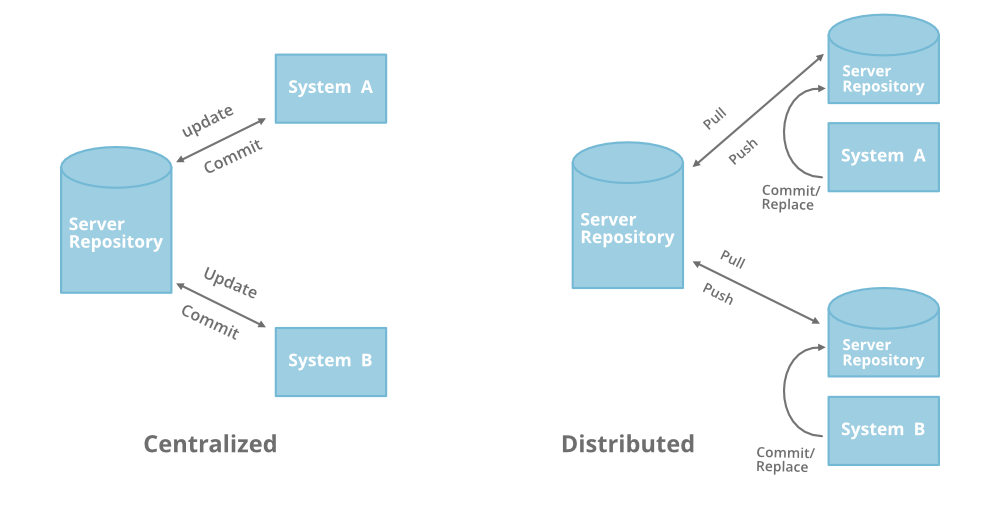 update
Commit
System  A
Server
Repository
Update
Commit
System  B
Centralized
Server
Repository
Pull
Push
Server
Repository
System  A
Commit/
Replace
Pull
Push
Server
Repository
System  B
Commit/
Replace
Distributed